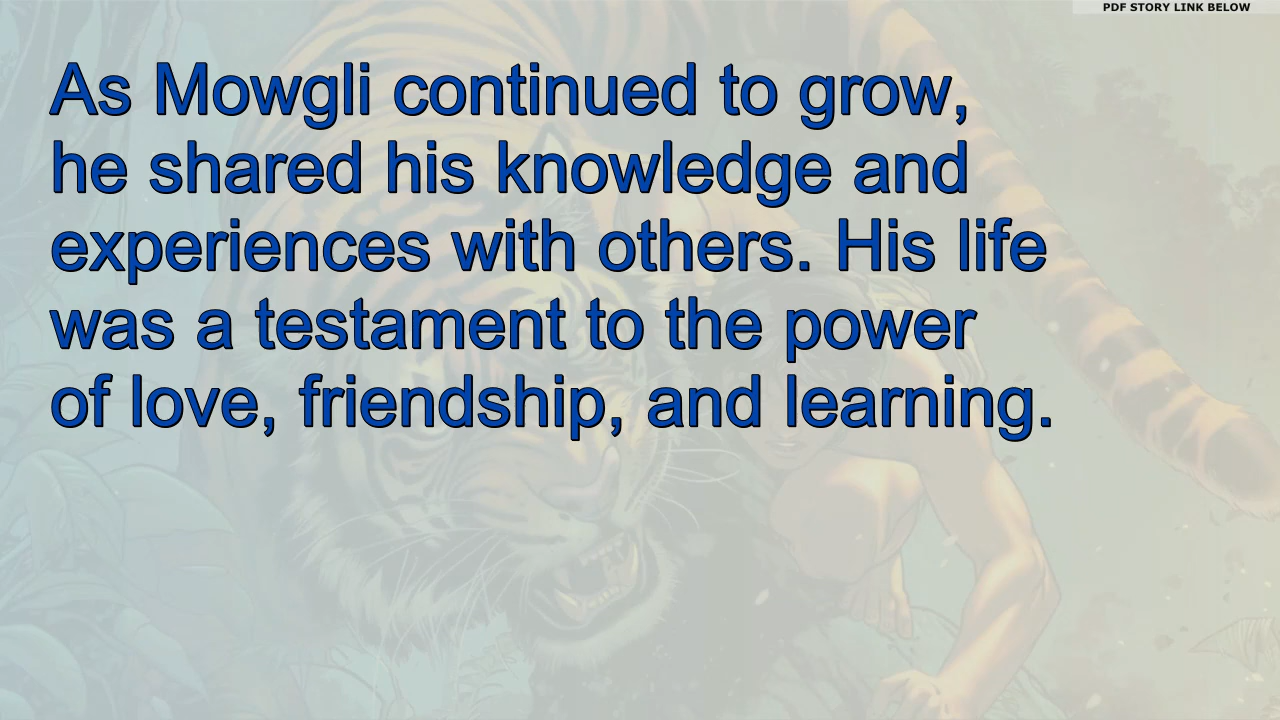 PDF STORY LINK BELOW
As Mowgli continued to grow,
he shared his knowledge and
experiences with others. His life
was a testament to the power
of love, friendship, and learning.